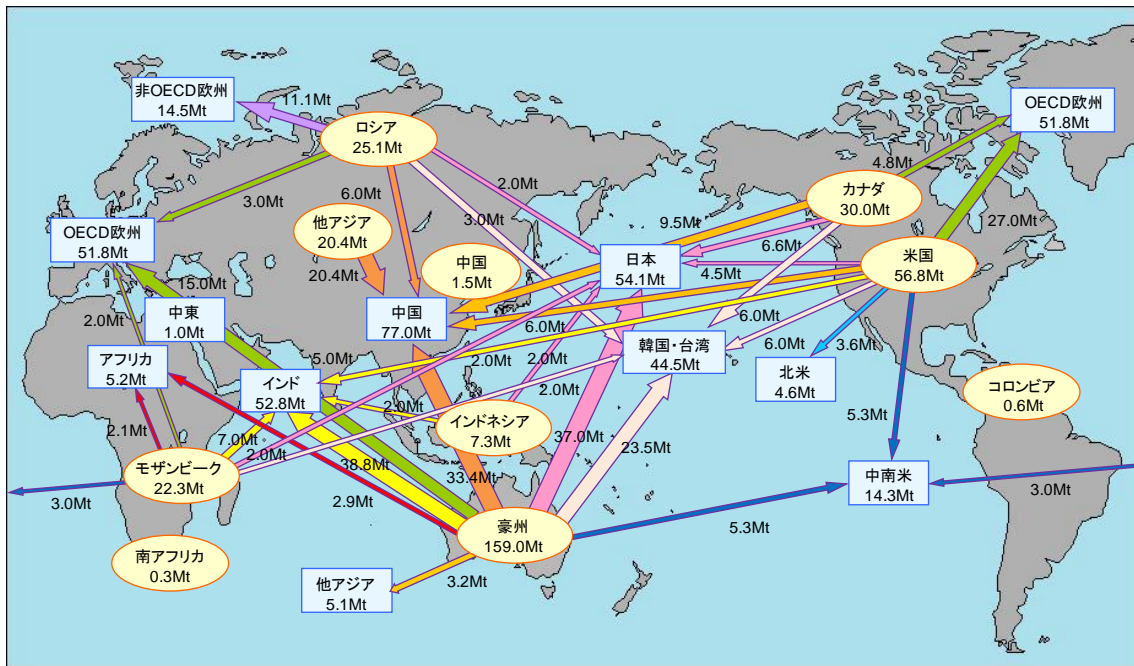 非OECD欧州
14.5Mt
11.1Mt
ロシア
25.1Mt
OECD欧州
51.8Mt
4.8Mt
カナダ
30.0Mt
27.0Mt
6.0Mt
2.0Mt
3.0Mt
3.0Mt
他アジア
20.4Mt
20.4Mt
9.5Mt
6.6Mt
OECD欧州
51.8Mt
中国
1.5Mt
日本
54.1Mt
4.5Mt
米国
56.8Mt
15.0Mt
中東
1.0Mt
2.0Mt
中国
77.0Mt
6.0Mt
6.0Mt
韓国・台湾
44.5Mt
6.0Mt
3.6Mt
アフリカ
5.2Mt
5.0Mt
2.0Mt
2.0Mt
2.0Mt
インド
52.8Mt
北米
4.6Mt
コロンビア
0.6Mt
2.0Mt
インドネシア
7.3Mt
5.3Mt
2.1Mt
7.0Mt
2.0Mt
38.8Mt
33.4Mt
37.0Mt
23.5Mt
モザンビーク
22.3Mt
中南米
14.3Mt
3.0Mt
3.0Mt
2.9Mt
豪州
159.0Mt
5.3Mt
南アフリカ
0.3Mt
3.2Mt
他アジア
5.1Mt